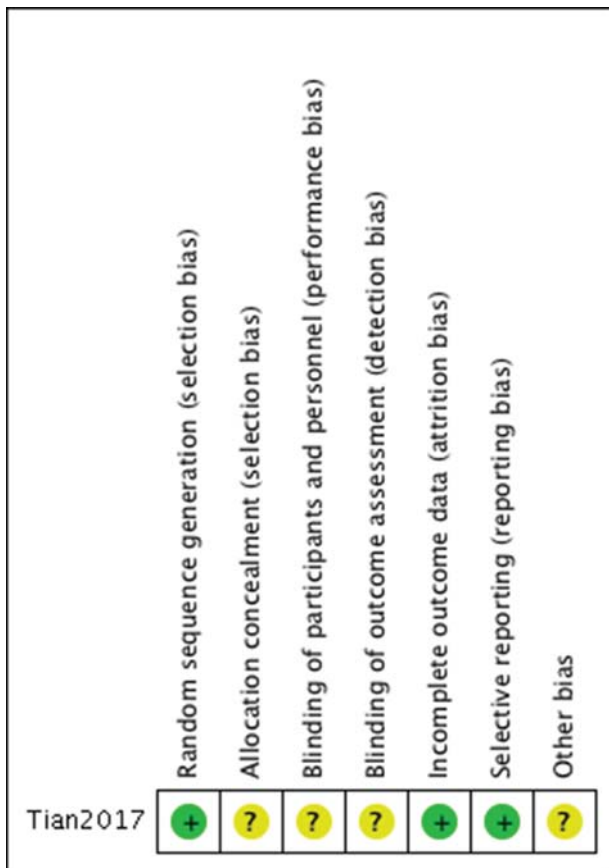 Random sequence generation (selection bias)
Allocation concealment (selection bias)
Blinding of participants and personnel (performance bias)
Blinding of outcome assessment (detection bias)
Incomplete outcome data (attrition bias)
Selective reporting (reporting bias)
Other bias
Tian2017
+
?
?
?
+
+
?